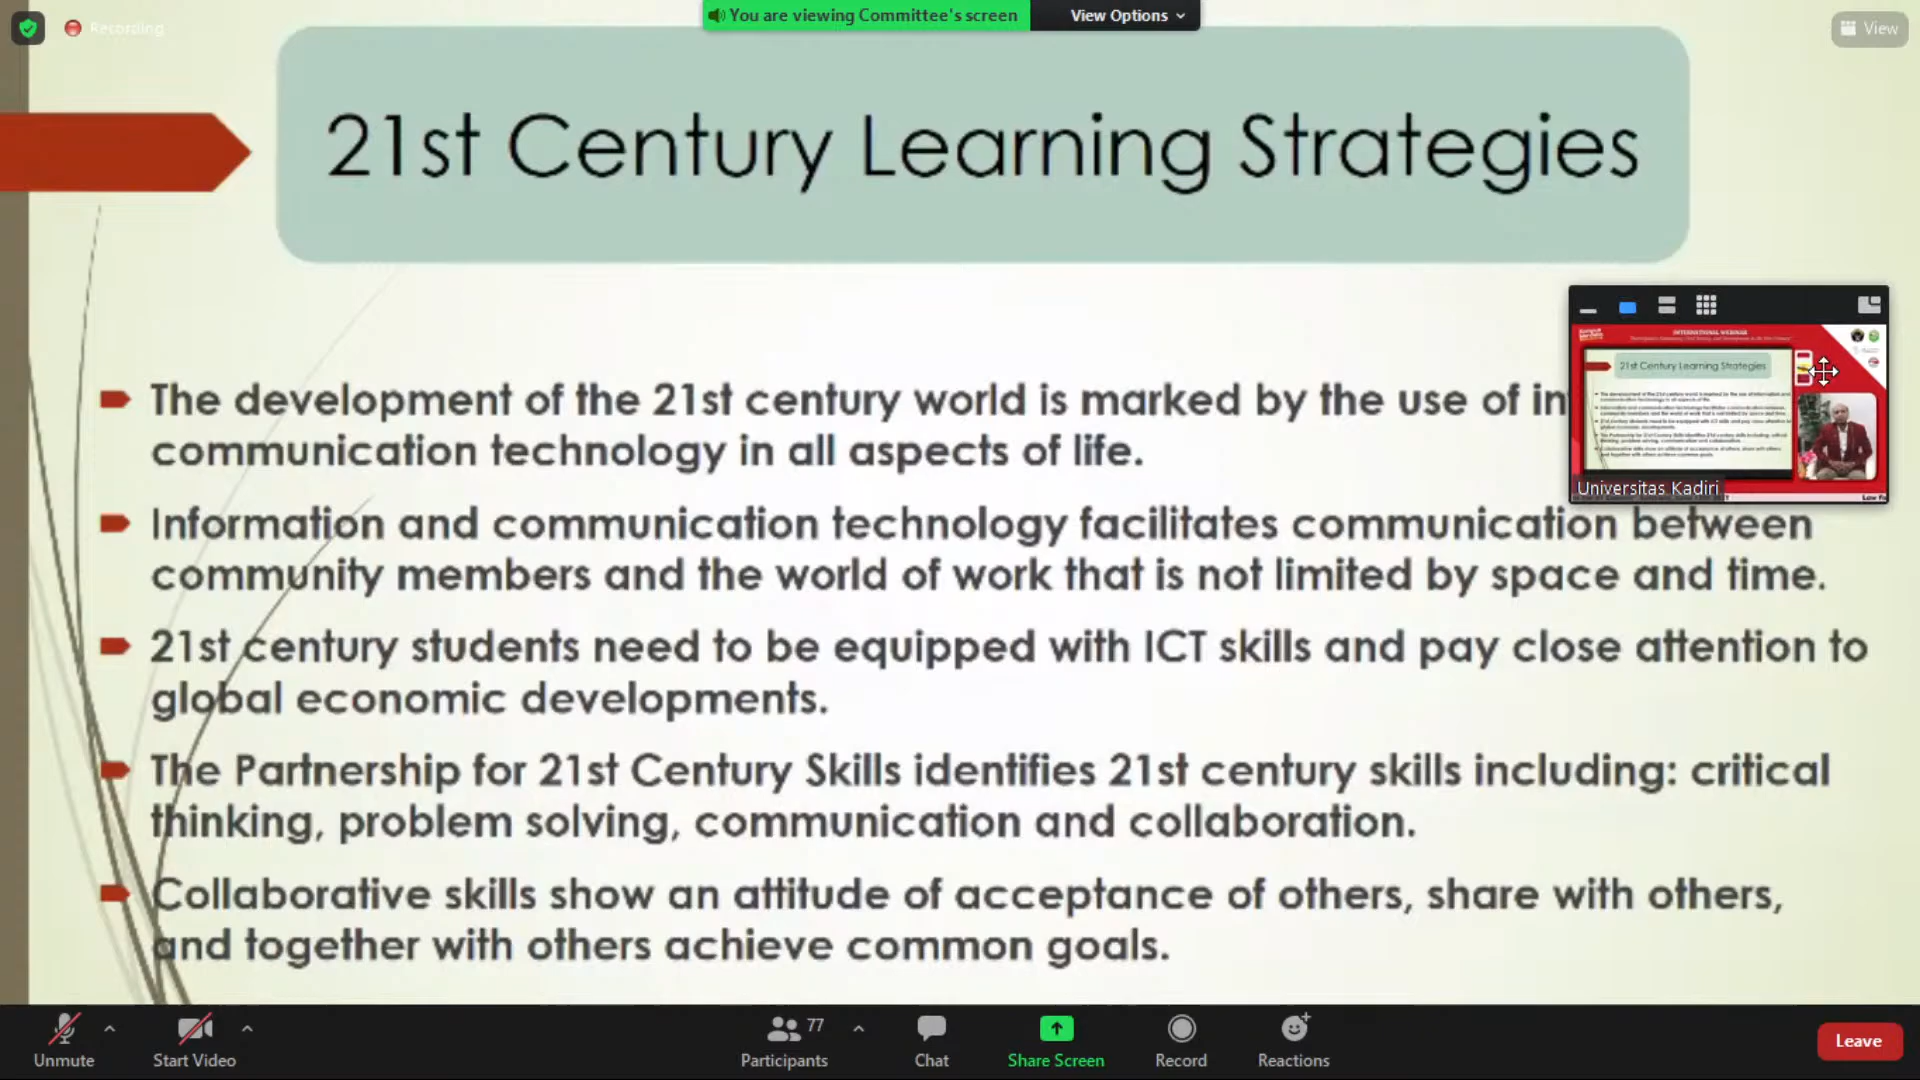 Recording
You are viewing Committee's screen
View Options
View
21st Century Learning Strategies
The development of the 21st century world is marked by the use of in
communication technology in all aspects of life.
Information and communication technology facilitates communication between
community members and the world of work that is not limited by space and time.
21st century students need to be equipped with ICT skills and pay close attention to
global economic developments.
The Partnership for 21st Century Skills identifies 21st century skills including: critical
thinking, problem solving, communication and collaboration.
Collaborative skills show an attitude of acceptance of others, share with others,
and together with others achieve common goals.
INTERNATIONAL WEBINAR
21st Century Learning Strategies
Universitas Kadiri
Unmute
Start Video
77
Participants
Chat
Share Screen
Record
Reactions
Leave